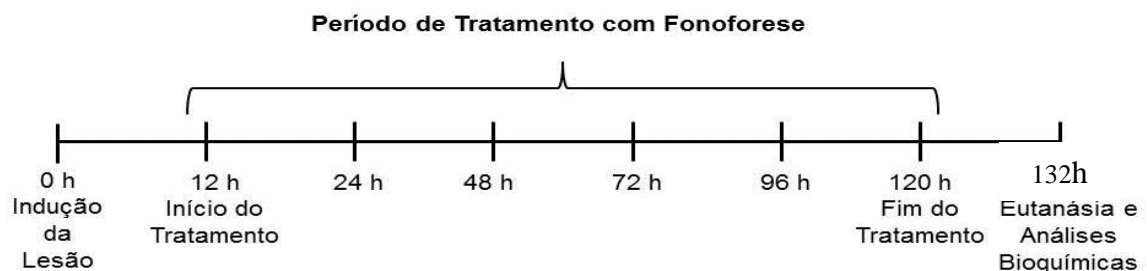 Período de Tratamento com Fonoforese
0 h 12 h 24 h 48 h 72 h 96 h 120 h 132h
Indução Início do Fim do Eutanásia e
da Tratamento Tratamento Análises
Lesão Bioquímicas